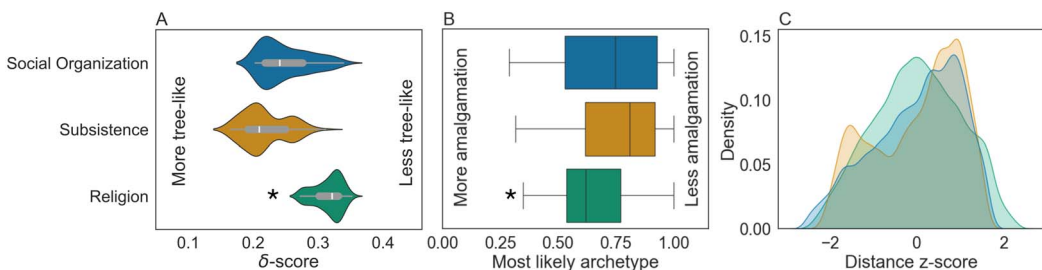 A
Social Organization
Subsistence
Religion
More tree-like
Less tree-like
*
0.1 0.2 0.3 0.4
δ-score
B
More amalgamation
Less amalgamation
*
0.00 0.25 0.50 0.75 1.00
Most likely archetype
C
Density
0.15
0.10
0.05
0.00
−2 0 2
Distance z-score